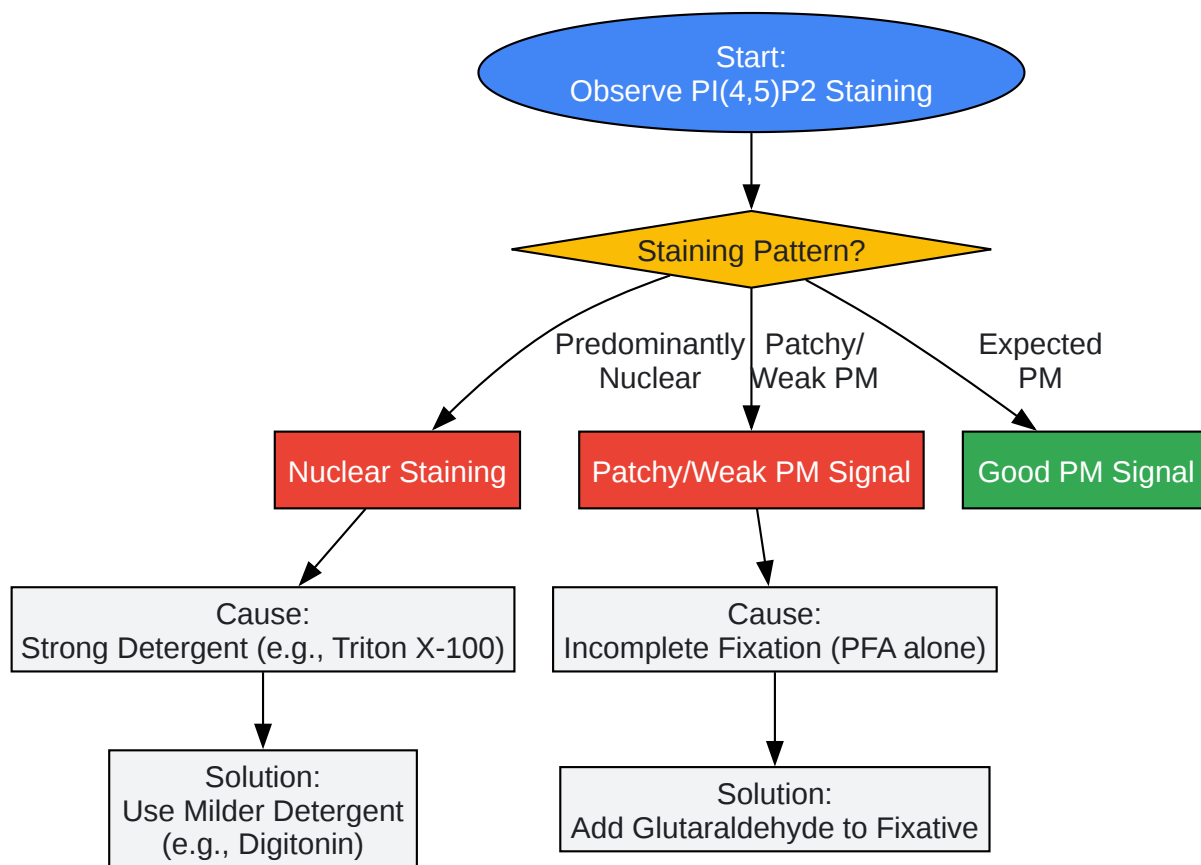 Start:
Observe PI(4,5)P2 Staining
Staining Pattern?
Predominantly
Nuclear
Patchy/
Weak PM
Expected
PM
Nuclear Staining
Patchy/Weak PM Signal
Good PM Signal
Cause:
Strong Detergent (e.g., Triton X-100)
Cause:
Incomplete Fixation (PFA alone)
Solution:
Use Milder Detergent
(e.g., Digitonin)
Solution:
Add Glutaraldehyde to Fixative